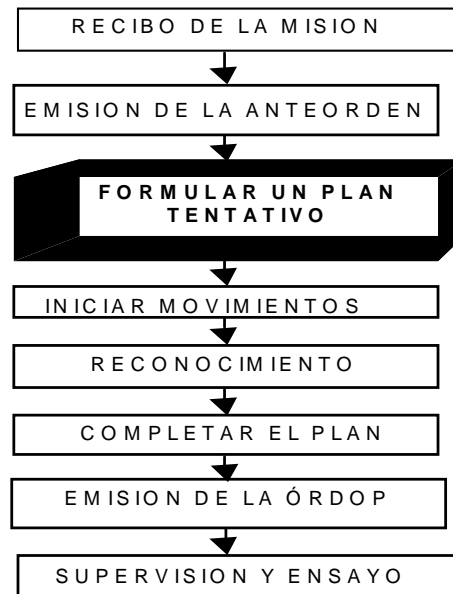 RECIBO DE LA MISION
EMISION DE LA ANTEORDEN
FORMULAR UN PLAN
TENTATIVO
INICIAR MOVIMIENTOS
RECONOCIMIENTO
COMPLETAR EL PLAN
EMISION DE LA ÓRDOP
SUPERVISION Y ENSAYO